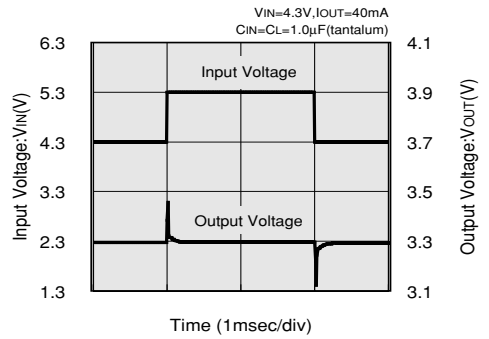 VIN=4.3V,IOUT=40mA
CIN=CL=1.0μF(tantalum)
6.3
5.3
4.3
3.3
2.3
1.3
Input Voltage:VIN(V)
Input Voltage
Output Voltage
4.1
3.9
3.7
3.5
3.3
3.1
Output Voltage:VOUT(V)
Time (1msec/div)